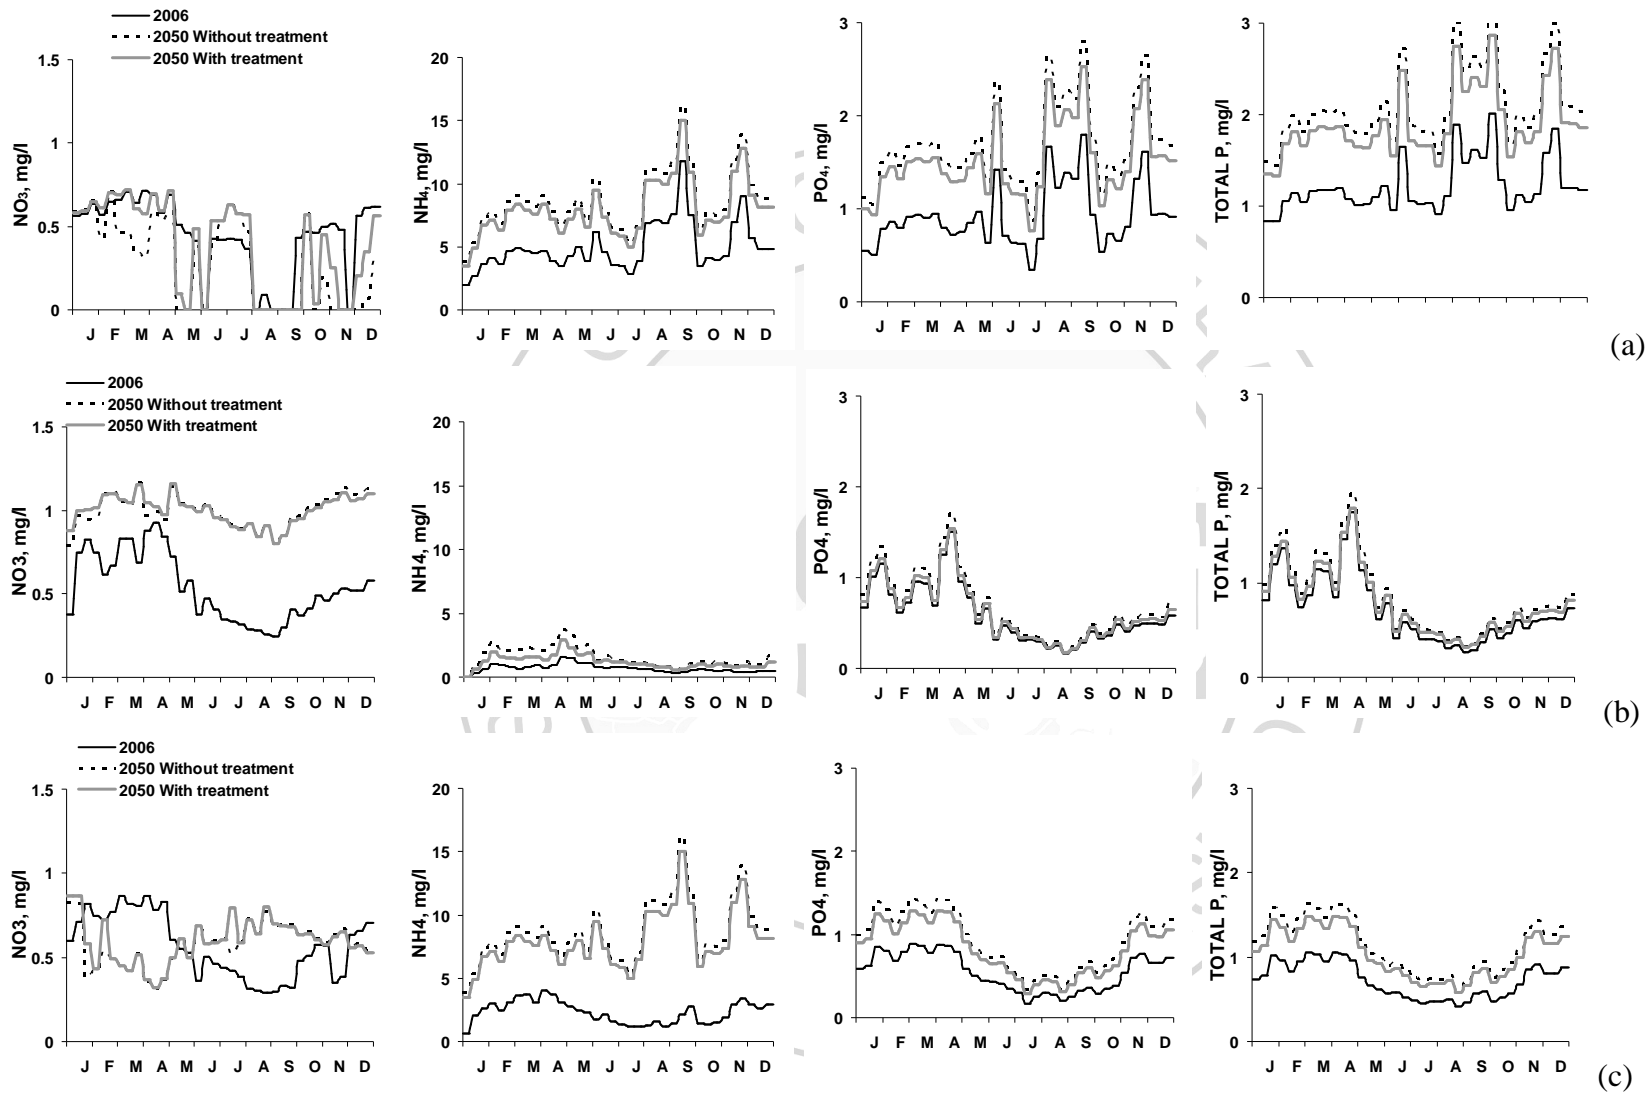 2006
2050 Without treatment
2050 With treatment
NO3, mg/l
1.5
1
0.5
0
J F M A M J J A S O N D
NH4, mg/l
20
15
10
5
0
J F M A M J J A S O N D
PO4, mg/l
3
2
1
0
J F M A M J J A S O N D
TOTAL P, mg/l
3
2
1
0
J F M A M J J A S O N D
(a)
2006
2050 Without treatment
2050 With treatment
NO3, mg/l
1.5
1
0.5
0
J F M A M J J A S O N D
NH4, mg/l
20
15
10
5
0
J F M A M J J A S O N D
PO4, mg/l
3
2
1
0
J F M A M J J A S O N D
TOTAL P, mg/l
3
2
1
0
J F M A M J J A S O N D
(b)
2006
2050 Without treatment
2050 With treatment
NO3, mg/l
1.5
1
0.5
0
J F M A M J J A S O N D
NH4, mg/l
20
15
10
5
0
J F M A M J J A S O N D
PO4, mg/l
3
2
1
0
J F M A M J J A S O N D
TOTAL P, mg/l
3
2
1
0
J F M A M J J A S O N D
(c)